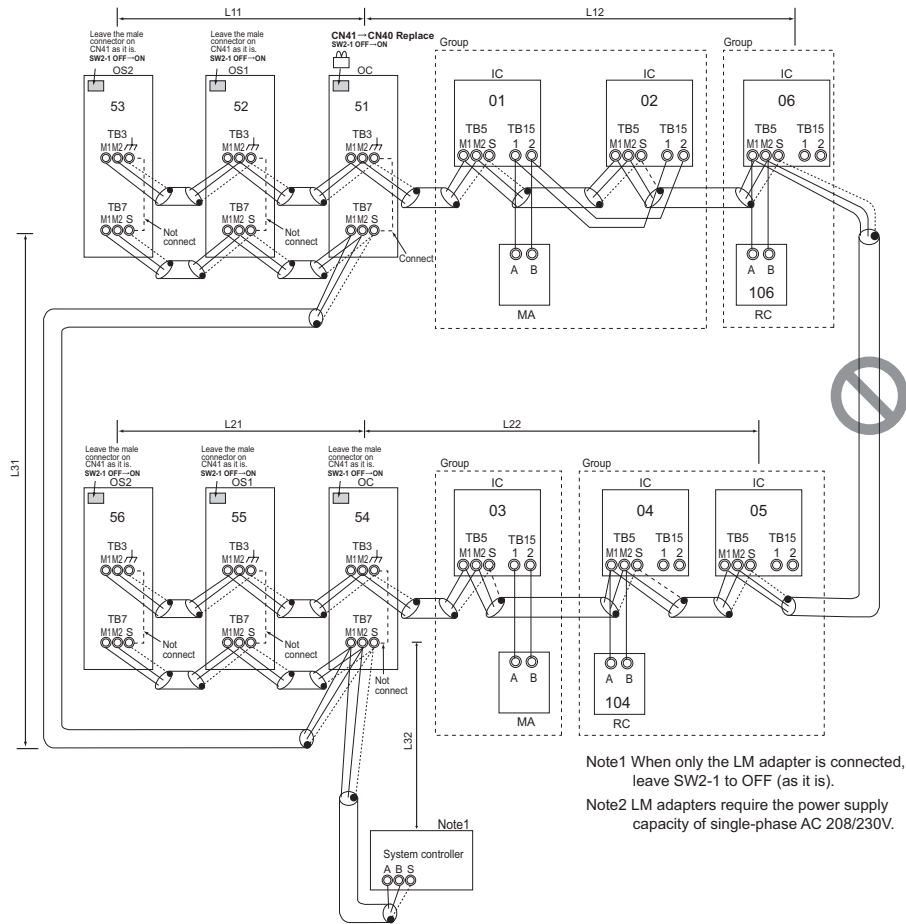 L11
L12
Leave the male
connector on
CN41 as it is.
SW2-1 OFF→ON
OS2
53
TB3
M1M2
TB7
M1M2 S
Not
connect
Leave the male
connector on
CN41 as it is.
SW2-1 OFF→ON
OS1
52
TB3
M1M2
TB7
M1M2 S
Not
connect
CN41→CN40 Replace
SW2-1 OFF→ON
OC
51
TB3
M1M2
TB7
M1M2 S
Connect
Group
IC
01
TB5
M1M2 S
TB15
1 2
A B
MA
IC
02
TB5
M1M2 S
TB15
1 2
Group
IC
06
TB5
M1M2 S
TB15
1 2
A B
106
RC
L31
L21
L22
Leave the male
connector on
CN41 as it is.
SW2-1 OFF→ON
OS2
56
TB3
M1M2
TB7
M1M2 S
Not
connect
Leave the male
connector on
CN41 as it is.
SW2-1 OFF→ON
OS1
55
TB3
M1M2
TB7
M1M2 S
Not
connect
Leave the male
connector on
CN41 as it is.
SW2-1 OFF→ON
OC
54
TB3
M1M2
TB7
M1M2 S
Not
connect
Group
IC
03
TB5
M1M2 S
TB15
1 2
A B
MA
Group
IC
04
TB5
M1M2 S
TB15
1 2
A B
104
RC
IC
05
TB5
M1M2 S
TB15
1 2
L32
Note1
System controller
A B S
Note1 When only the LM adapter is connected,
leave SW2-1 to OFF (as it is).
Note2 LM adapters require the power supply
capacity of single-phase AC 208/230V.